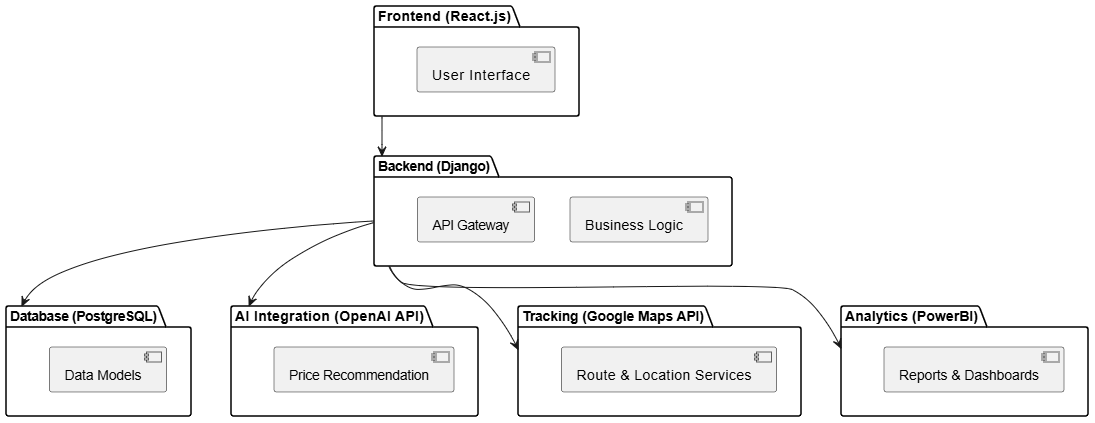 Frontend (React.js)
User Interface
Backend (Django)
API Gateway
Business Logic
Database (PostgreSQL)
AI Integration (OpenAI API)
Tracking (Google Maps API)
Analytics (PowerBI)
Data Models
Price Recommendation
Route & Location Services
Reports & Dashboards